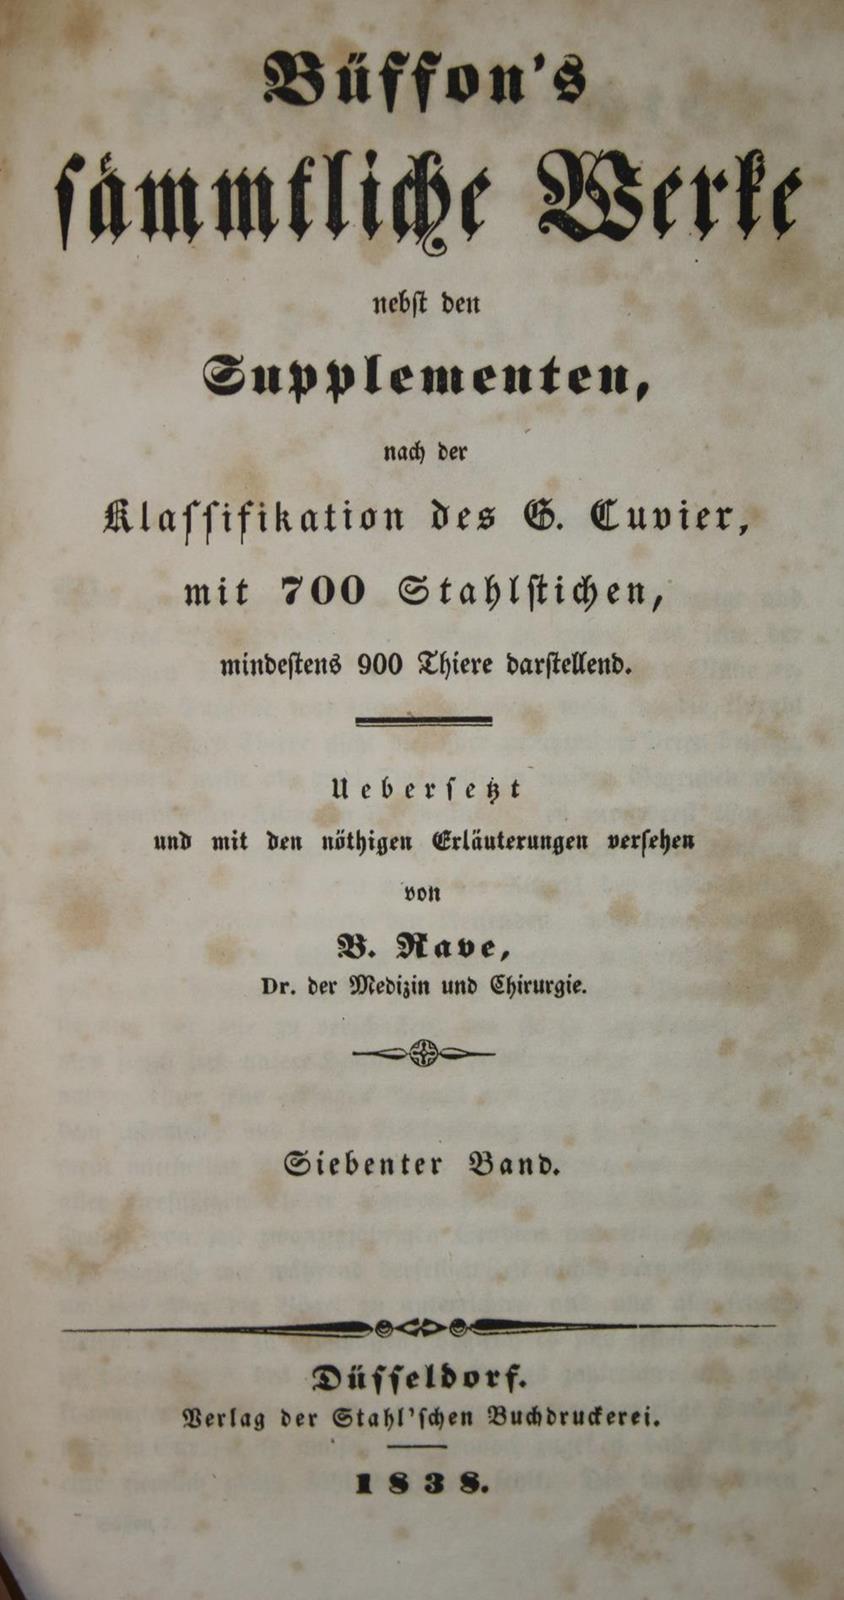 Büffon's
sämmtliche Werke
nebst den
Supplementen,
nach der
Klassifikation des G. Cuvier,
mit 700 Stahlstichen,
mindestens 900 Thiere darstellend.
Uebersetzt
und mit den nöthigen Erläuterungen versehen
von
B. Rave,
Dr. der Medizin und Chirurgie.
Siebenter Band.
Düsseldorf.
Verlag der Stahl'schen Buchdruckerei.
1838.